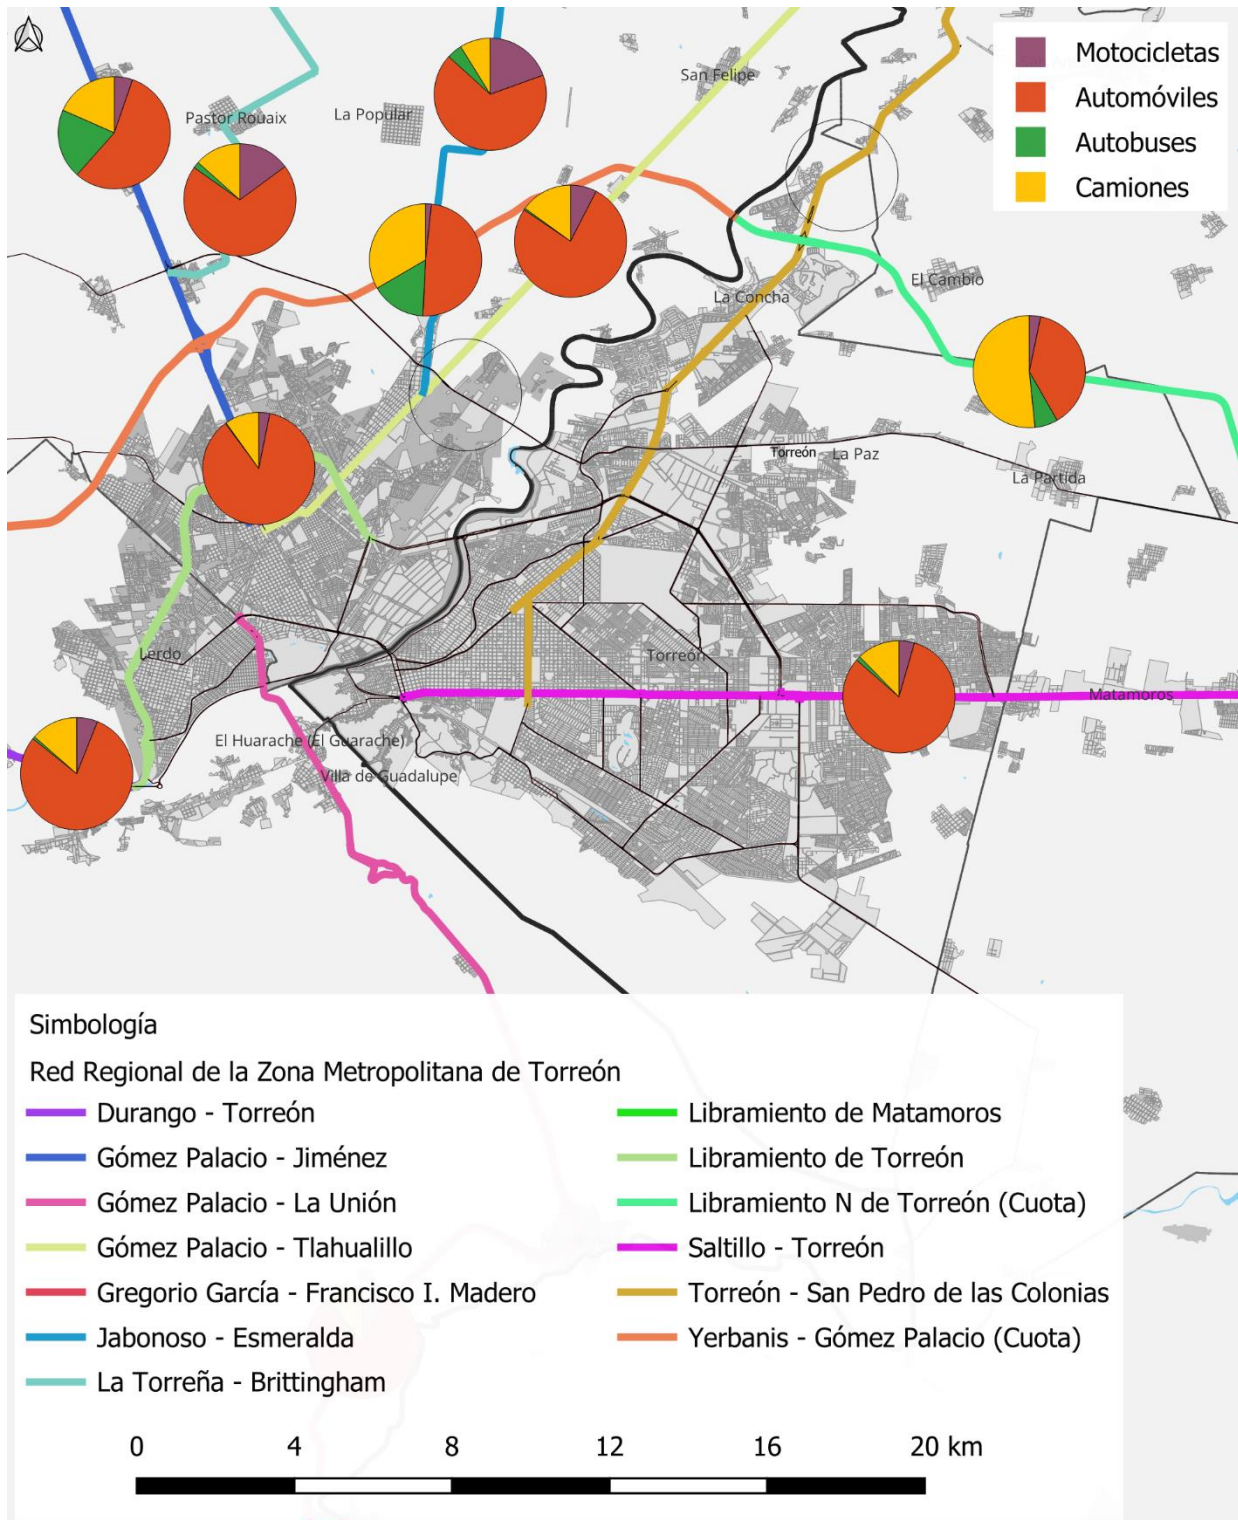 Motocicletas
Automóviles
Autobuses
Camiones
San Felipe
Pastor Rouaix
La Popular
El Cambio
La Concha
Torreón
La Paz
La Partida
Lerdo
Torreón
Matamoros
El Huarache (El Guarache)
Villa de Guadalupe
Simbología
Red Regional de la Zona Metropolitana de Torreón
Durango - Torreón
Gómez Palacio - Jiménez
Gómez Palacio - La Unión
Gómez Palacio - Tlahualillo
Gregorio García - Francisco I. Madero
Jabonoso - Esmeralda
La Torreña - Brittingham
Libramiento de Matamoros
Libramiento de Torreón
Libramiento N de Torreón (Cuota)
Saltillo - Torreón
Torreón - San Pedro de las Colonias
Yerbanis - Gómez Palacio (Cuota)
0 4 8 12 16 20 km